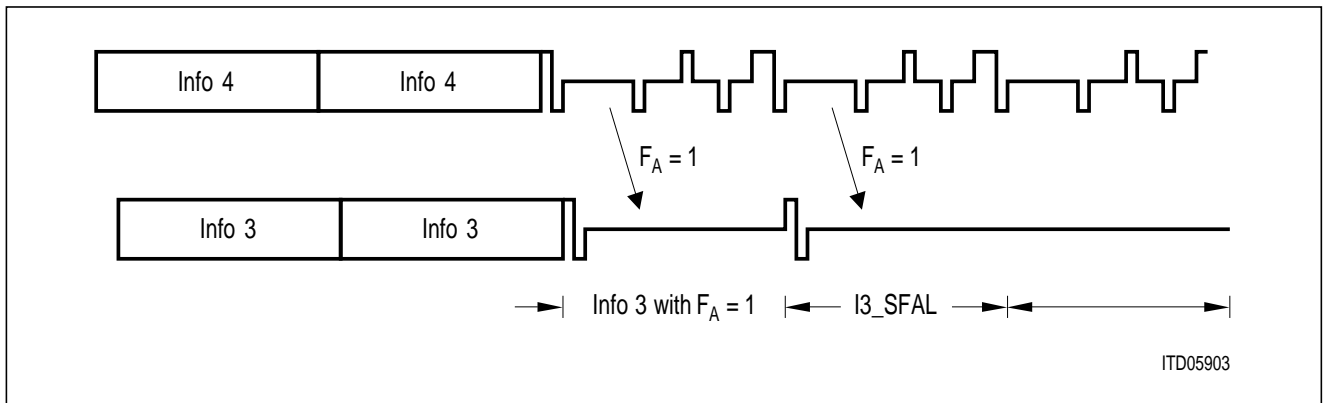 Info 4 Info 4
F_A = 1 F_A = 1
Info 3 Info 3
Info 3 with F_A = 1 I3_SFAL
ITD05903